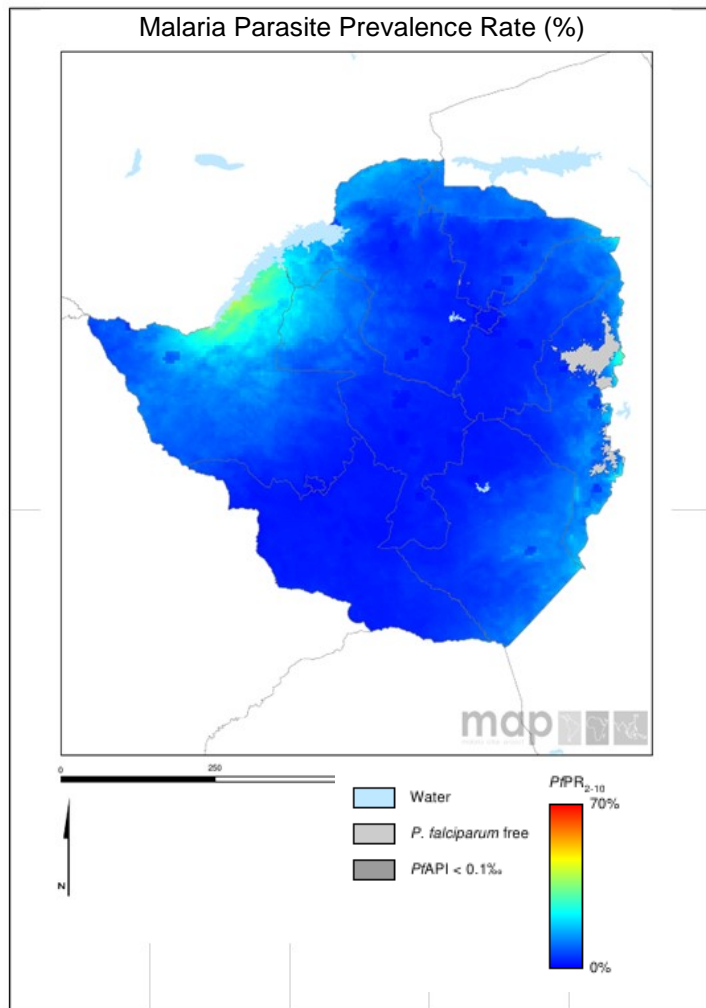 Malaria Parasite Prevalence Rate (%)
map
0
250
N
Water
P. falciparum free
PfAPI < 0.1‰
PfPR2-10
70%
0%